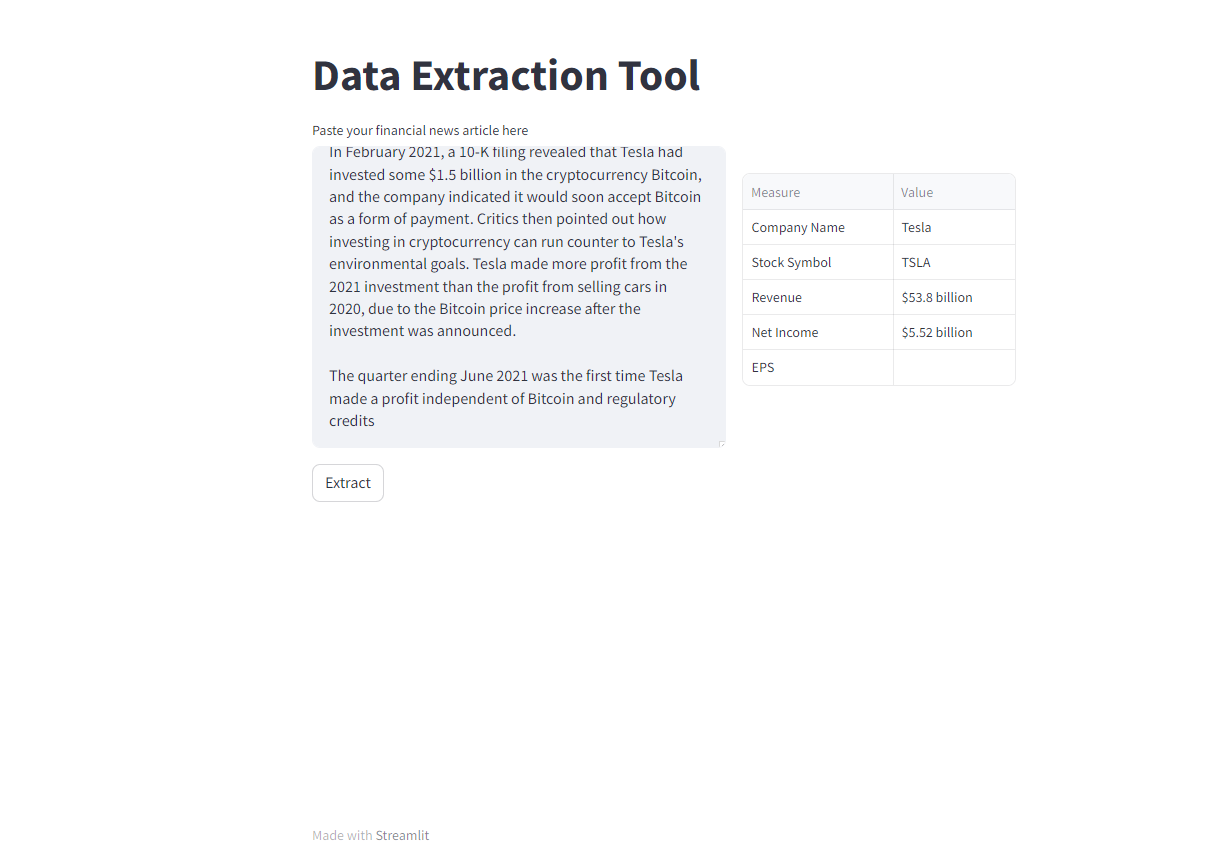 Data Extraction Tool
Paste your financial news article here
In February 2021, a 10-K filing revealed that Tesla had
invested some $1.5 billion in the cryptocurrency Bitcoin,
and the company indicated it would soon accept Bitcoin
as a form of payment. Critics then pointed out how
investing in cryptocurrency can run counter to Tesla's
environmental goals. Tesla made more profit from the
2021 investment than the profit from selling cars in
2020, due to the Bitcoin price increase after the
investment was announced.
The quarter ending June 2021 was the first time Tesla
made a profit independent of Bitcoin and regulatory
credits
Extract
Measure Value
Company Name Tesla
Stock Symbol TSLA
Revenue $53.8 billion
Net Income $5.52 billion
EPS
Made with Streamlit